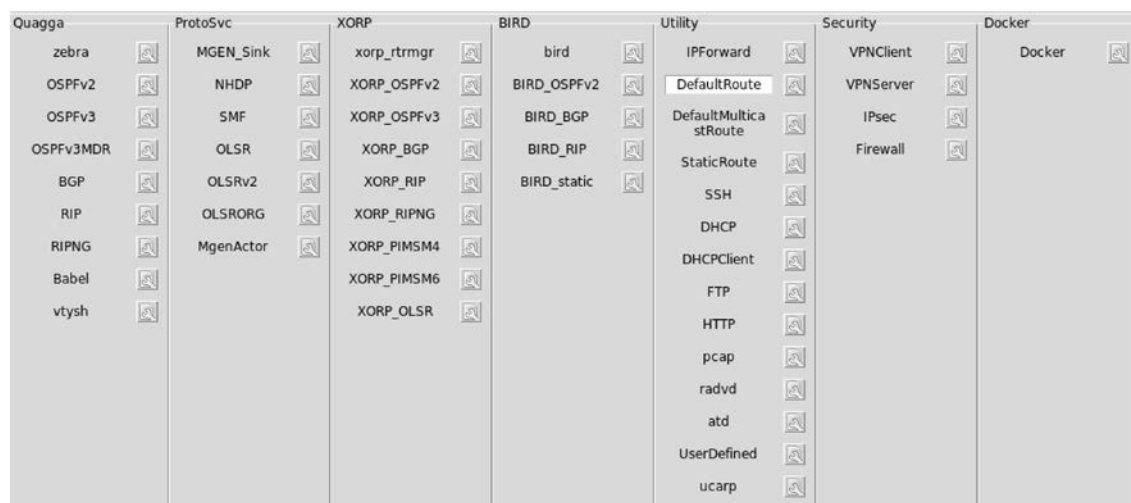 Quagga
zebra
OSPFv2
OSPFv3
OSPFv3MDR
BGP
RIP
RIPNG
Babel
vtysh
ProtoSvc
MGEN_Sink
NHDP
SMF
OLSR
OLSRv2
OLSRORG
MgenActor
XORP
xorp_rtrmgr
XORP_OSPFv2
XORP_OSPFv3
XORP_BGP
XORP_RIP
XORP_RIPNG
XORP_PIMSM4
XORP_PIMSM6
XORP_OLSR
BIRD
bird
BIRD_OSPFv2
BIRD_BGP
BIRD_RIP
BIRD_static
Utility
IPForward
DefaultRoute
DefaultMultica
stRoute
StaticRoute
SSH
DHCP
DHCPClient
FTP
HTTP
pcap
radvd
atd
UserDefined
ucarp
Security
VPNClient
VPNServer
IPsec
Firewall
Docker
Docker